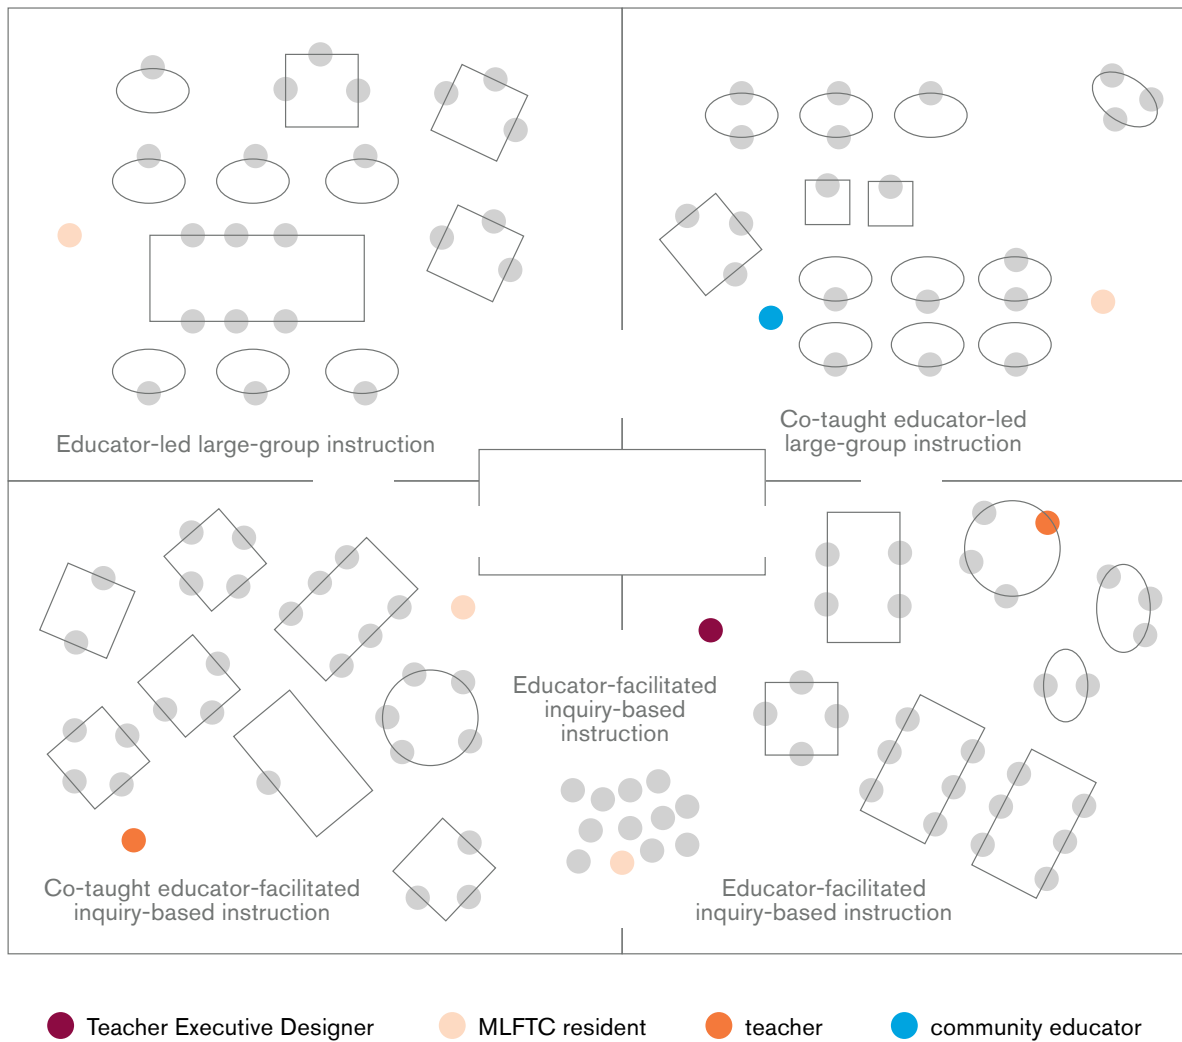 Educator-led large-group instruction
Co-taught educator-led
large-group instruction
Educator-facilitated
inquiry-based
instruction
Co-taught educator-facilitated
inquiry-based instruction
Educator-facilitated
inquiry-based instruction
Teacher Executive Designer
MLFTC resident
teacher
community educator